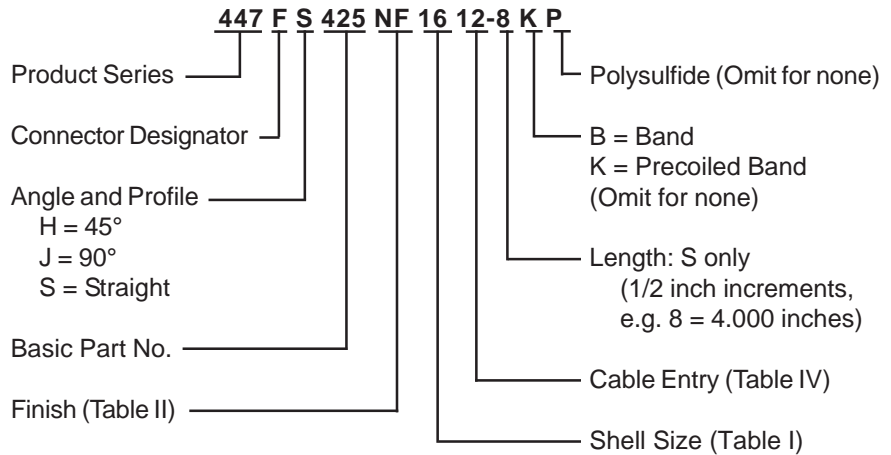 447 F S 425 NF 16 12-8 K P
Product Series
Connector Designator
Angle and Profile
H = 45°
J = 90°
S = Straight
Basic Part No.
Finish (Table II)
Polysulfide (Omit for none)
B = Band
K = Precoiled Band
(Omit for none)
Length: S only
(1/2 inch increments,
e.g. 8 = 4.000 inches)
Cable Entry (Table IV)
Shell Size (Table I)